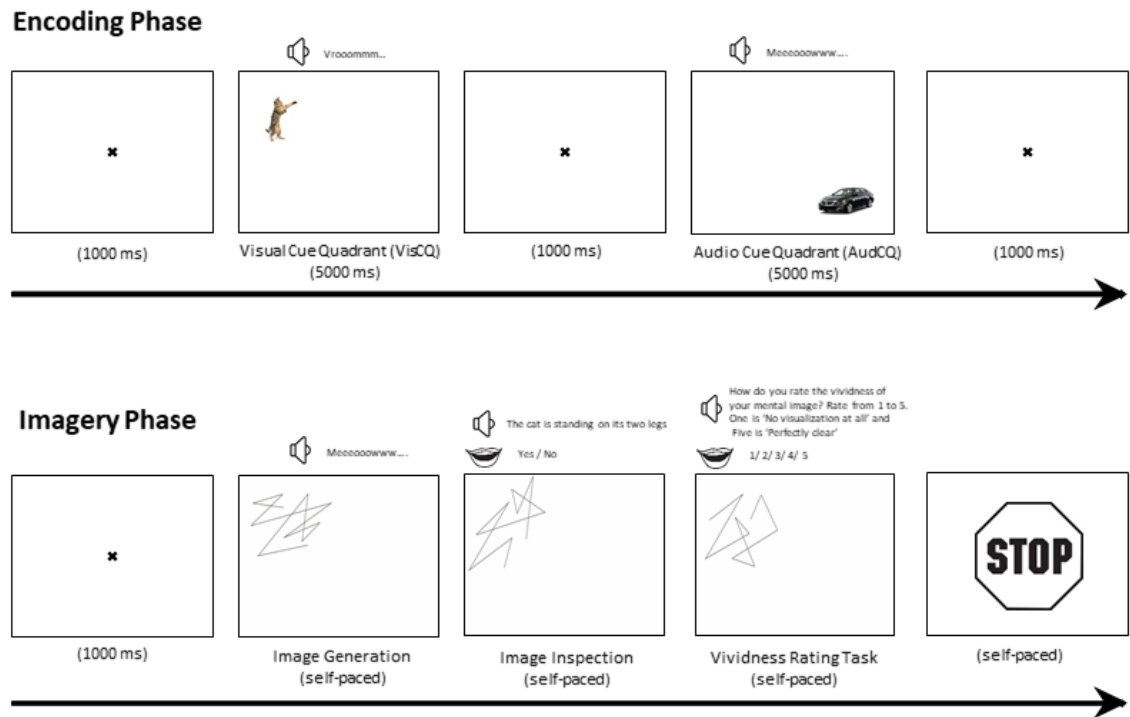 Encoding Phase
Vrooommm...
Meeeooowww....
(1000 ms)
Visual Cue Quadrant (VisCQ)
(5000 ms)
(1000 ms)
Audio Cue Quadrant (AudCQ)
(5000 ms)
(1000 ms)
Imagery Phase
Meeeooowww....
The cat is standing on its two legs
Yes / No
How do you rate the vividness of
your mental image? Rate from 1 to 5.
One is ‘No visualization at all’ and
Five is ‘Perfectly clear’
1/ 2/ 3/ 4/ 5
STOP
(1000 ms)
Image Generation
(self-paced)
Image Inspection
(self-paced)
Vividness Rating Task
(self-paced)
(self-paced)